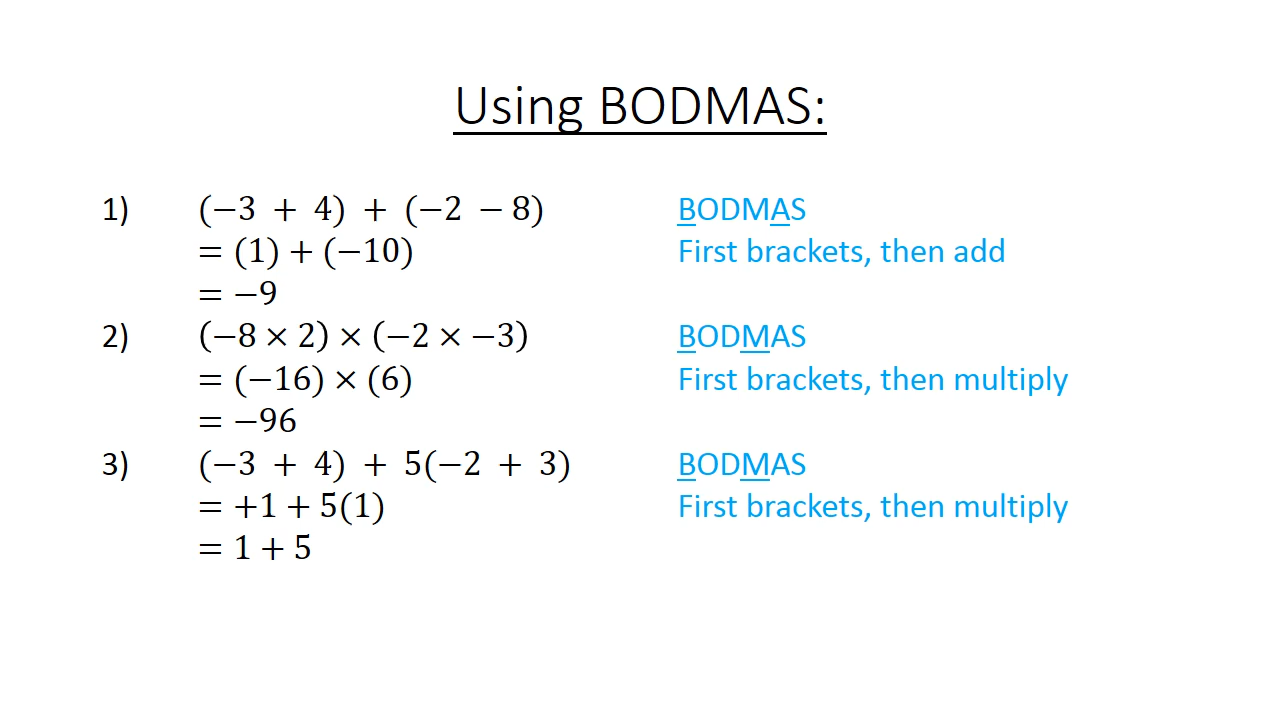 Using BODMAS:
1) (−3 + 4) + (−2 − 8) BODMAS
= (1) + (−10) First brackets, then add
= −9
2) (−8 × 2) × (−2 × −3) BODMAS
= (−16) × (6) First brackets, then multiply
= −96
3) (−3 + 4) + 5(−2 + 3) BODMAS
= +1 + 5(1) First brackets, then multiply
= 1 + 5